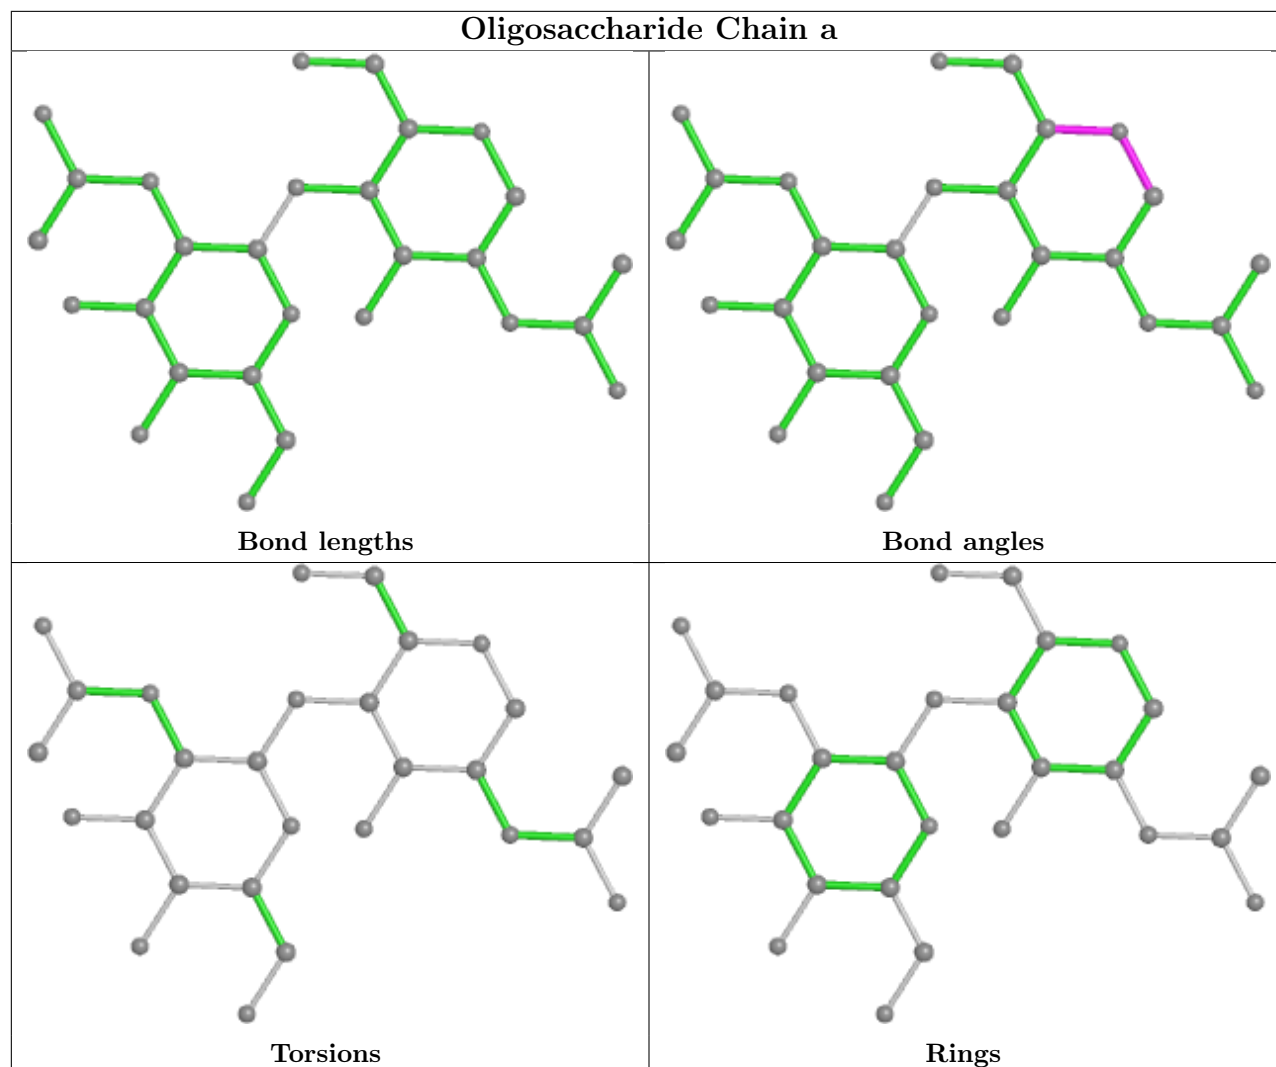 Oligosaccharide Chain a
Bond lengths
Bond angles
Torsions
Rings